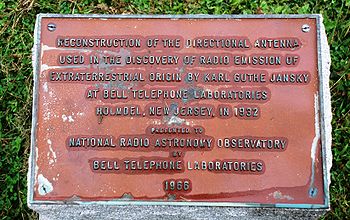 RECONSTRUCTION OF THE DIRECTIONAL ANTENNA
USED IN THE DISCOVERY OF RADIO EMISSION OF
EXTRATERRESTRIAL ORIGIN BY KARL GUTHE JANSKY
AT BELL TELEPHONE LABORATORIES
HOLMDEL, NEW JERSEY, IN 1932
PRESENTED TO
NATIONAL RADIO ASTRONOMY OBSERVATORY
BY
BELL TELEPHONE LABORATORIES
1966